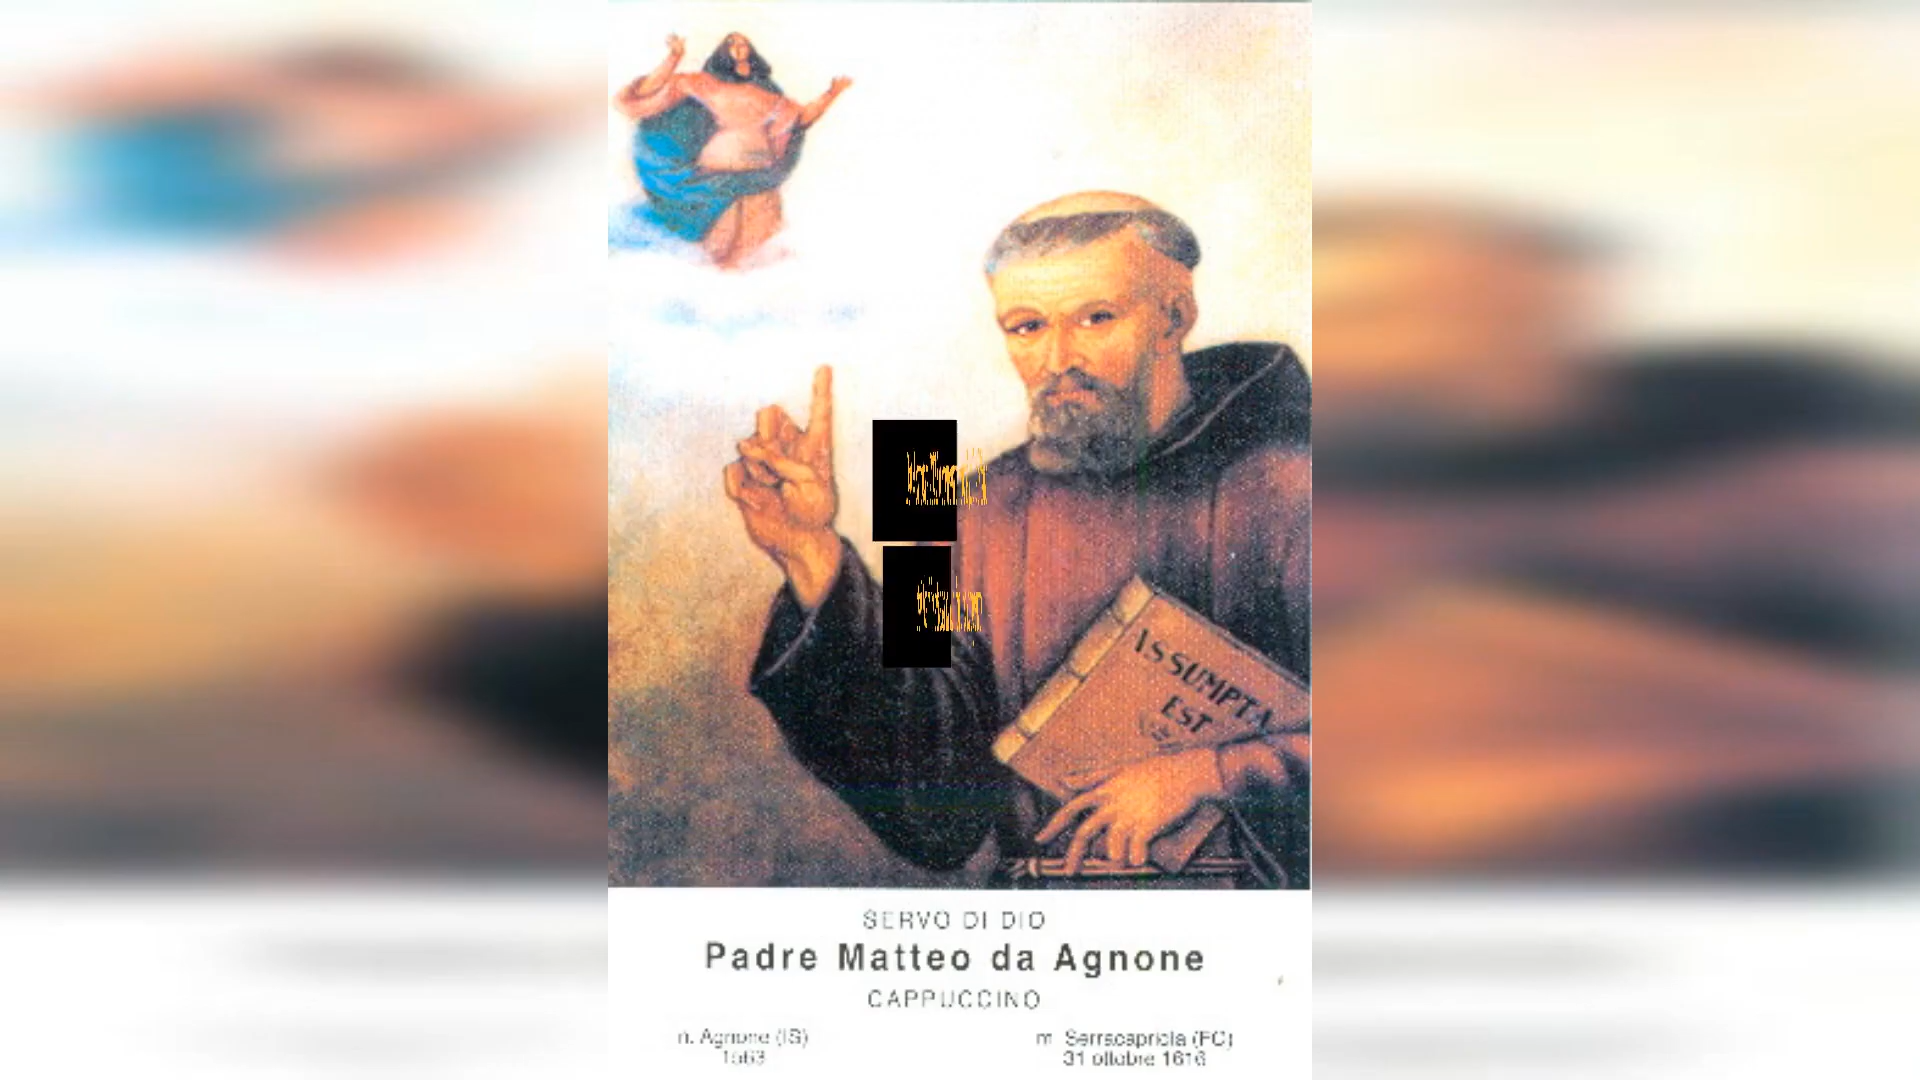 ASSUMPTA
EST
SERVO DI DIO
Padre Matteo da Agnone
CAPPUCCINO
n. Agnone (IS)
1563
m Serracapriola (FG)
31 ottobre 1616